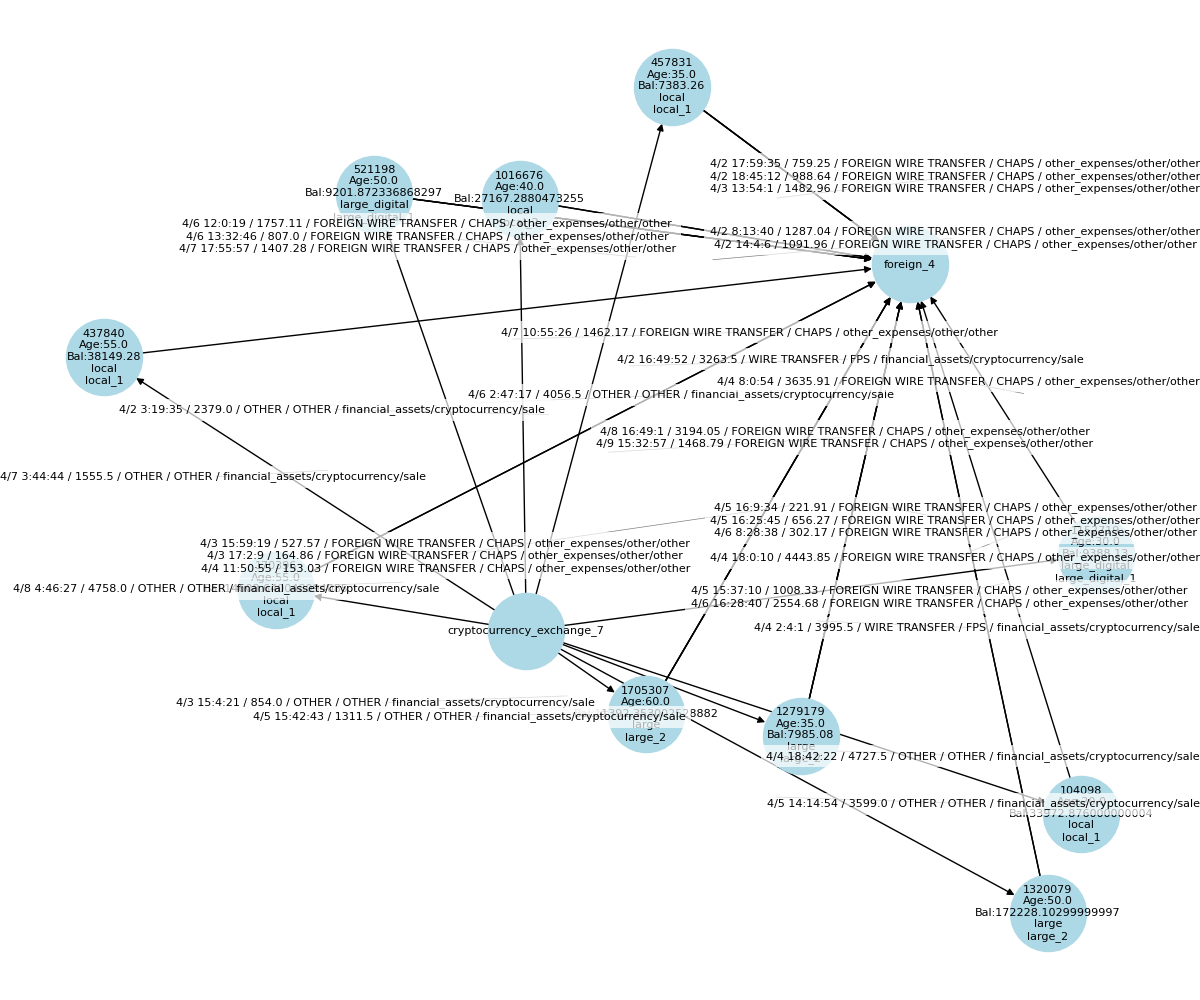 457831
Age:35.0
Bal:7383.26
local
local_1
521198
Age:50.0
Bal:9201.872336868297
large_digital
large_digital_1
1016676
Age:40.0
Bal:27167.2880473255
local
4/2 17:59:35 / 759.25 / FOREIGN WIRE TRANSFER / CHAPS / other_expenses/other/other
4/2 18:45:12 / 988.64 / FOREIGN WIRE TRANSFER / CHAPS / other_expenses/other/other
4/3 13:54:1 / 1482.96 / FOREIGN WIRE TRANSFER / CHAPS / other_expenses/other/other
4/6 12:0:19 / 1757.11 / FOREIGN WIRE TRANSFER / CHAPS / other_expenses/other/other
4/6 13:32:46 / 807.0 / FOREIGN WIRE TRANSFER / CHAPS / other_expenses/other/other
4/7 17:55:57 / 1407.28 / FOREIGN WIRE TRANSFER / CHAPS / other_expenses/other/other
4/2 8:13:40 / 1287.04 / FOREIGN WIRE TRANSFER / CHAPS / other_expenses/other/other
4/2 14:4:6 / 1091.96 / FOREIGN WIRE TRANSFER / CHAPS / other_expenses/other/other
foreign_4
437840
Age:55.0
Bal:38149.28
local
local_1
4/7 10:55:26 / 1462.17 / FOREIGN WIRE TRANSFER / CHAPS / other_expenses/other/other
4/2 16:49:52 / 3263.5 / WIRE TRANSFER / FPS / financial_assets/cryptocurrency/sale
4/4 8:0:54 / 3635.91 / FOREIGN WIRE TRANSFER / CHAPS / other_expenses/other/other
4/6 2:47:17 / 4056.5 / OTHER / OTHER / financial_assets/cryptocurrency/sale
4/2 3:19:35 / 2379.0 / OTHER / OTHER / financial_assets/cryptocurrency/sale
4/8 16:49:1 / 3194.05 / FOREIGN WIRE TRANSFER / CHAPS / other_expenses/other/other
4/9 15:32:57 / 1468.79 / FOREIGN WIRE TRANSFER / CHAPS / other_expenses/other/other
4/7 3:44:44 / 1555.5 / OTHER / OTHER / financial_assets/cryptocurrency/sale
4/5 16:9:34 / 221.91 / FOREIGN WIRE TRANSFER / CHAPS / other_expenses/other/other
4/5 16:25:45 / 656.27 / FOREIGN WIRE TRANSFER / CHAPS / other_expenses/other/other
4/6 8:28:38 / 302.17 / FOREIGN WIRE TRANSFER / CHAPS / other_expenses/other/other
4/3 15:59:19 / 527.57 / FOREIGN WIRE TRANSFER / CHAPS / other_expenses/other/other
4/3 17:2:9 / 164.86 / FOREIGN WIRE TRANSFER / CHAPS / other_expenses/other/other
4/4 11:50:55 / 153.03 / FOREIGN WIRE TRANSFER / CHAPS / other_expenses/other/other
Age:30.0
Bal:9388.13
large_digital
large_digital_1
4/4 18:0:10 / 4443.85 / FOREIGN WIRE TRANSFER / CHAPS / other_expenses/other/other
Age:55.0
local
local_1
4/8 4:46:27 / 4758.0 / OTHER / OTHER / financial_assets/cryptocurrency/sale
4/5 15:37:10 / 1008.33 / FOREIGN WIRE TRANSFER / CHAPS / other_expenses/other/other
4/6 16:28:40 / 2554.68 / FOREIGN WIRE TRANSFER / CHAPS / other_expenses/other/other
4/4 2:4:1 / 3995.5 / WIRE TRANSFER / FPS / financial_assets/cryptocurrency/sale
cryptocurrency_exchange_7
1705307
Age:60.0
large
large_2
4/3 15:4:21 / 854.0 / OTHER / OTHER / financial_assets/cryptocurrency/sale
4/5 15:42:43 / 1311.5 / OTHER / OTHER / financial_assets/cryptocurrency/sale
1279179
Age:35.0
Bal:7985.08
large
4/4 18:42:22 / 4727.5 / OTHER / OTHER / financial_assets/cryptocurrency/sale
104098
local
local_1
4/5 14:14:54 / 3599.0 / OTHER / OTHER / financial_assets/cryptocurrency/sale
1320079
Age:50.0
Bal:172228.10299999997
large
large_2